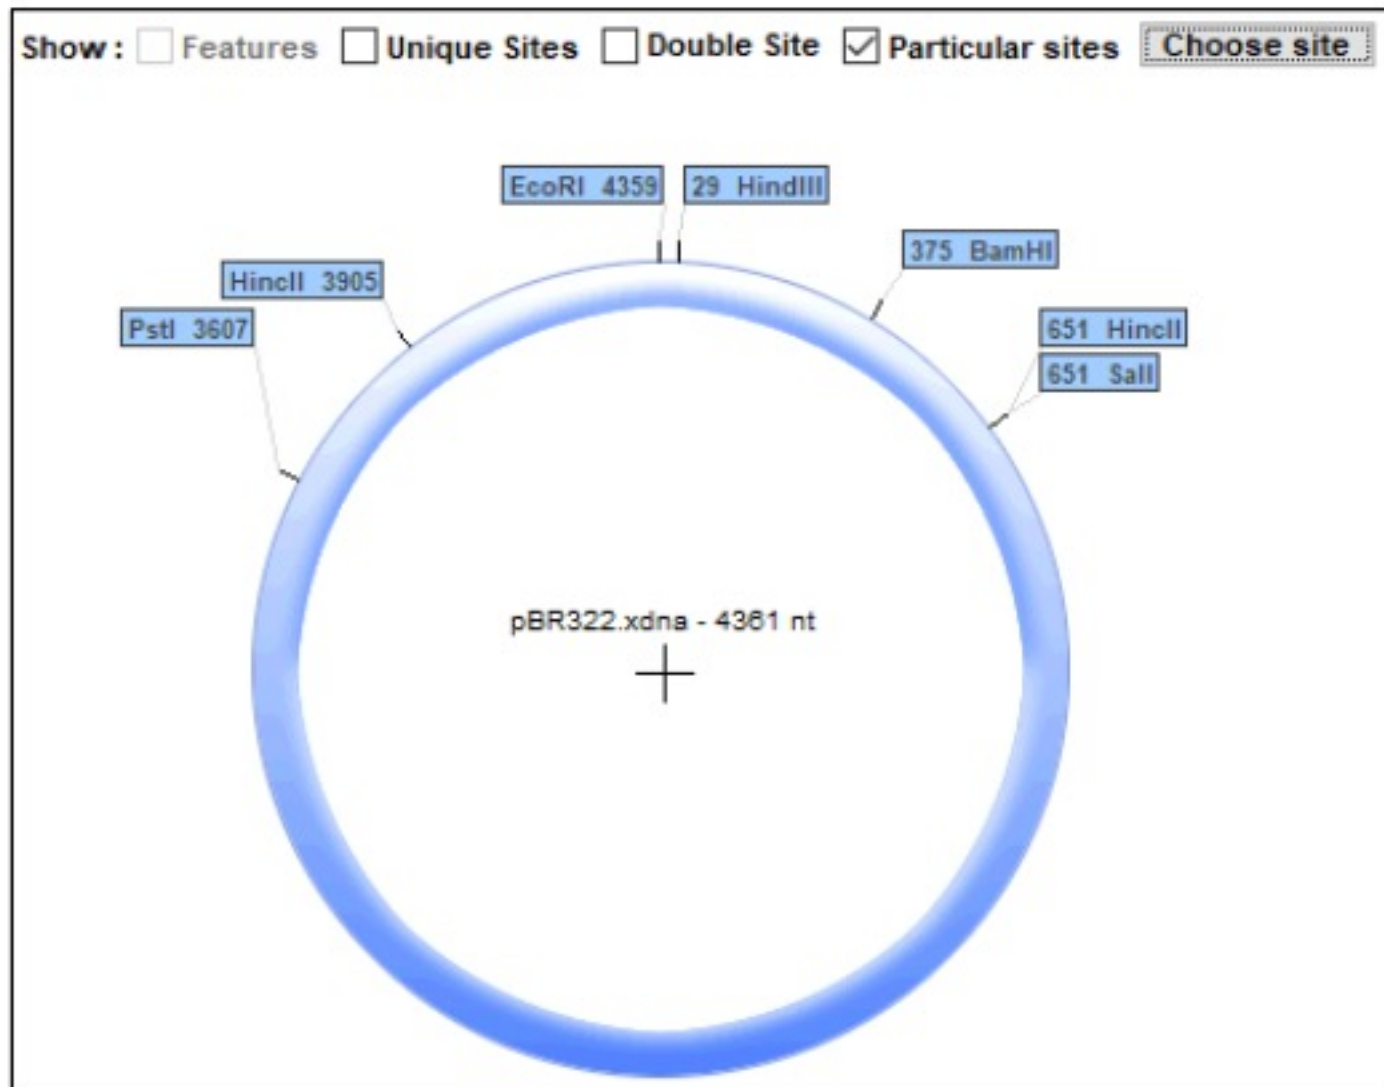 Show : Features Unique Sites Double Site Particular sites Choose site
EcoRI 4359
29 HindIII
375 BamHI
HincII 3905
PstI 3607
651 HincII
651 SalI
pBR322.xdna - 4361 nt